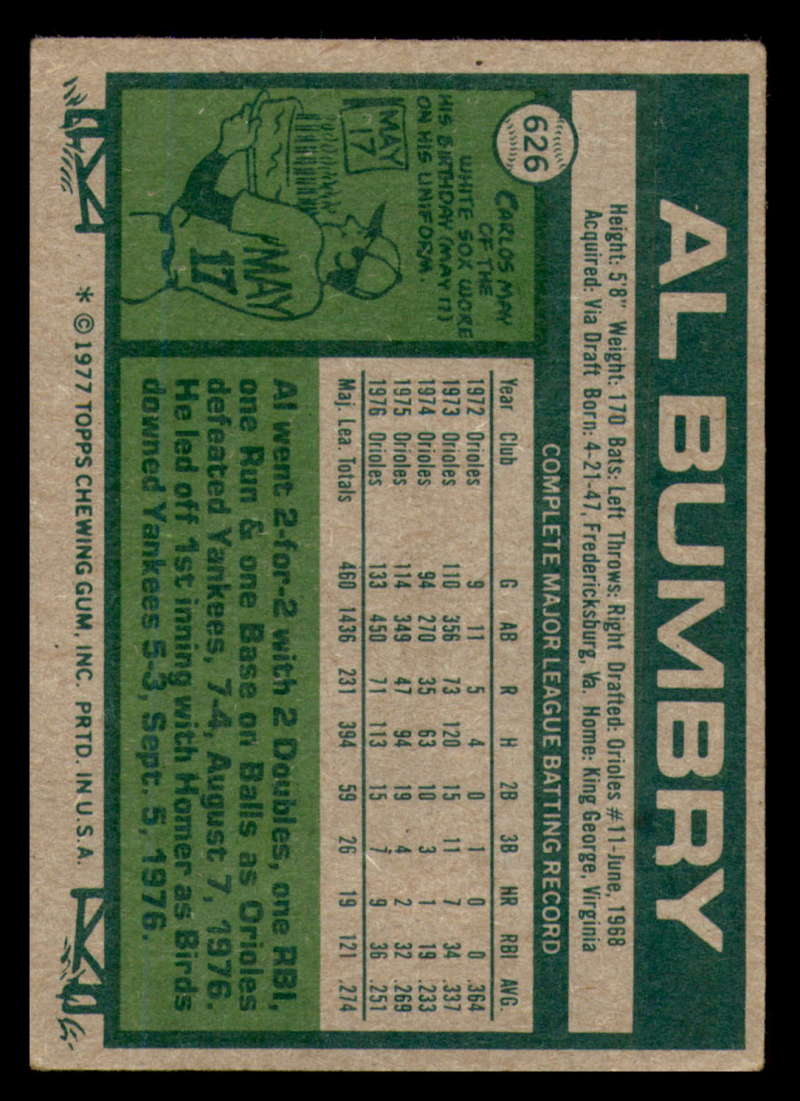 626
AL BUMBRY
Height: 5'8" Weight: 170 Bats: Left Throws: Right Drafted: Orioles #11-June, 1968
Acquired: Via Draft Born: 4-21-47, Fredericksburg, Va. Home: King George, Virginia
COMPLETE MAJOR LEAGUE BATTING RECORD
Year Club G AB R H 2B 3B HR RBI AVG.
1972 Orioles 9 11 5 4 0 1 0 0 .364
1973 Orioles 110 356 73 120 15 11 7 34 .337
1974 Orioles 94 270 35 63 10 3 1 19 .233
1975 Orioles 114 349 47 94 19 4 2 32 .269
1976 Orioles 133 450 71 113 15 7 9 36 .251
Maj. Lea. Totals 460 1436 231 394 59 26 19 121 .274
CARLOS MAY
OF THE
WHITE SOX WORE
HIS BIRTHDAY (MAY 17)
ON HIS UNIFORM.
MAY
17
MAY
17
Al went 2-for-2 with 2 Doubles, one RBI,
one Run & one Base on Balls as Orioles
defeated Yankees, 7-4, August 7, 1976.
He led off 1st inning with Homer as Birds
downed Yankees 5-3, Sept. 5, 1976.
* © 1977 TOPPS CHEWING GUM, INC. PRTD. IN U.S.A.